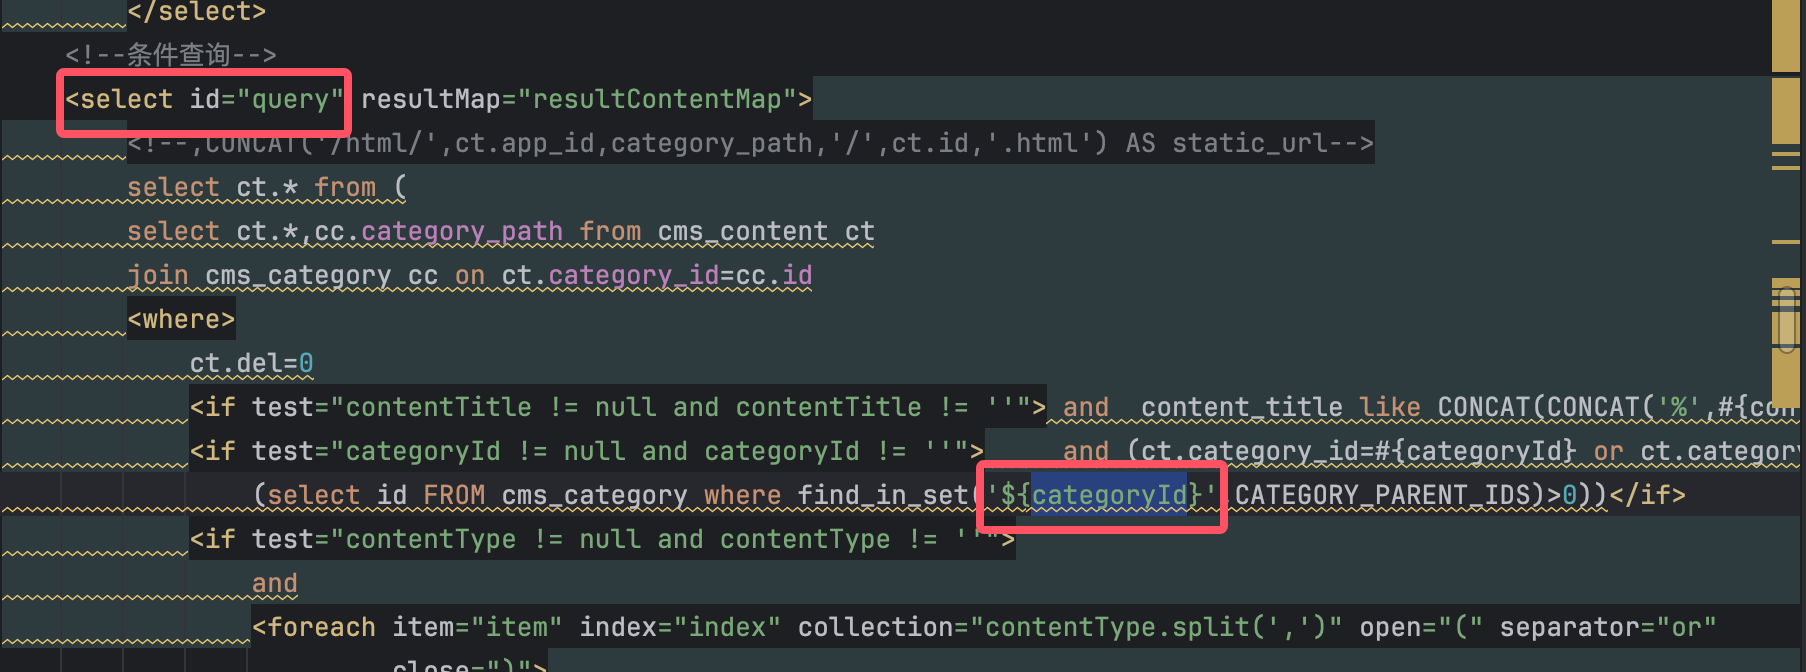 </select>
<!--条件查询-->
<select id="query" resultMap="resultContentMap">
<!--,CONCAT('/html/',ct.app_id,category_path,'/',ct.id,'.html') AS static_url-->
select ct.* from (
select ct.*,cc.category_path from cms_content ct
join cms_category cc on ct.category_id=cc.id
<where>
ct.del=0
<if test="contentTitle != null and contentTitle != ''"> and  content_title like CONCAT(CONCAT('%',#{con
<if test="categoryId != null and categoryId != ''">     and (ct.category_id=#{categoryId} or ct.category
(select id FROM cms_category where find_in_set('${categoryId}' CATEGORY_PARENT_IDS)>0))</if>
<if test="contentType != null and contentType != ''">
and
<foreach item="item" index="index" collection="contentType.split(',')" open="(" separator="or"
close=")">